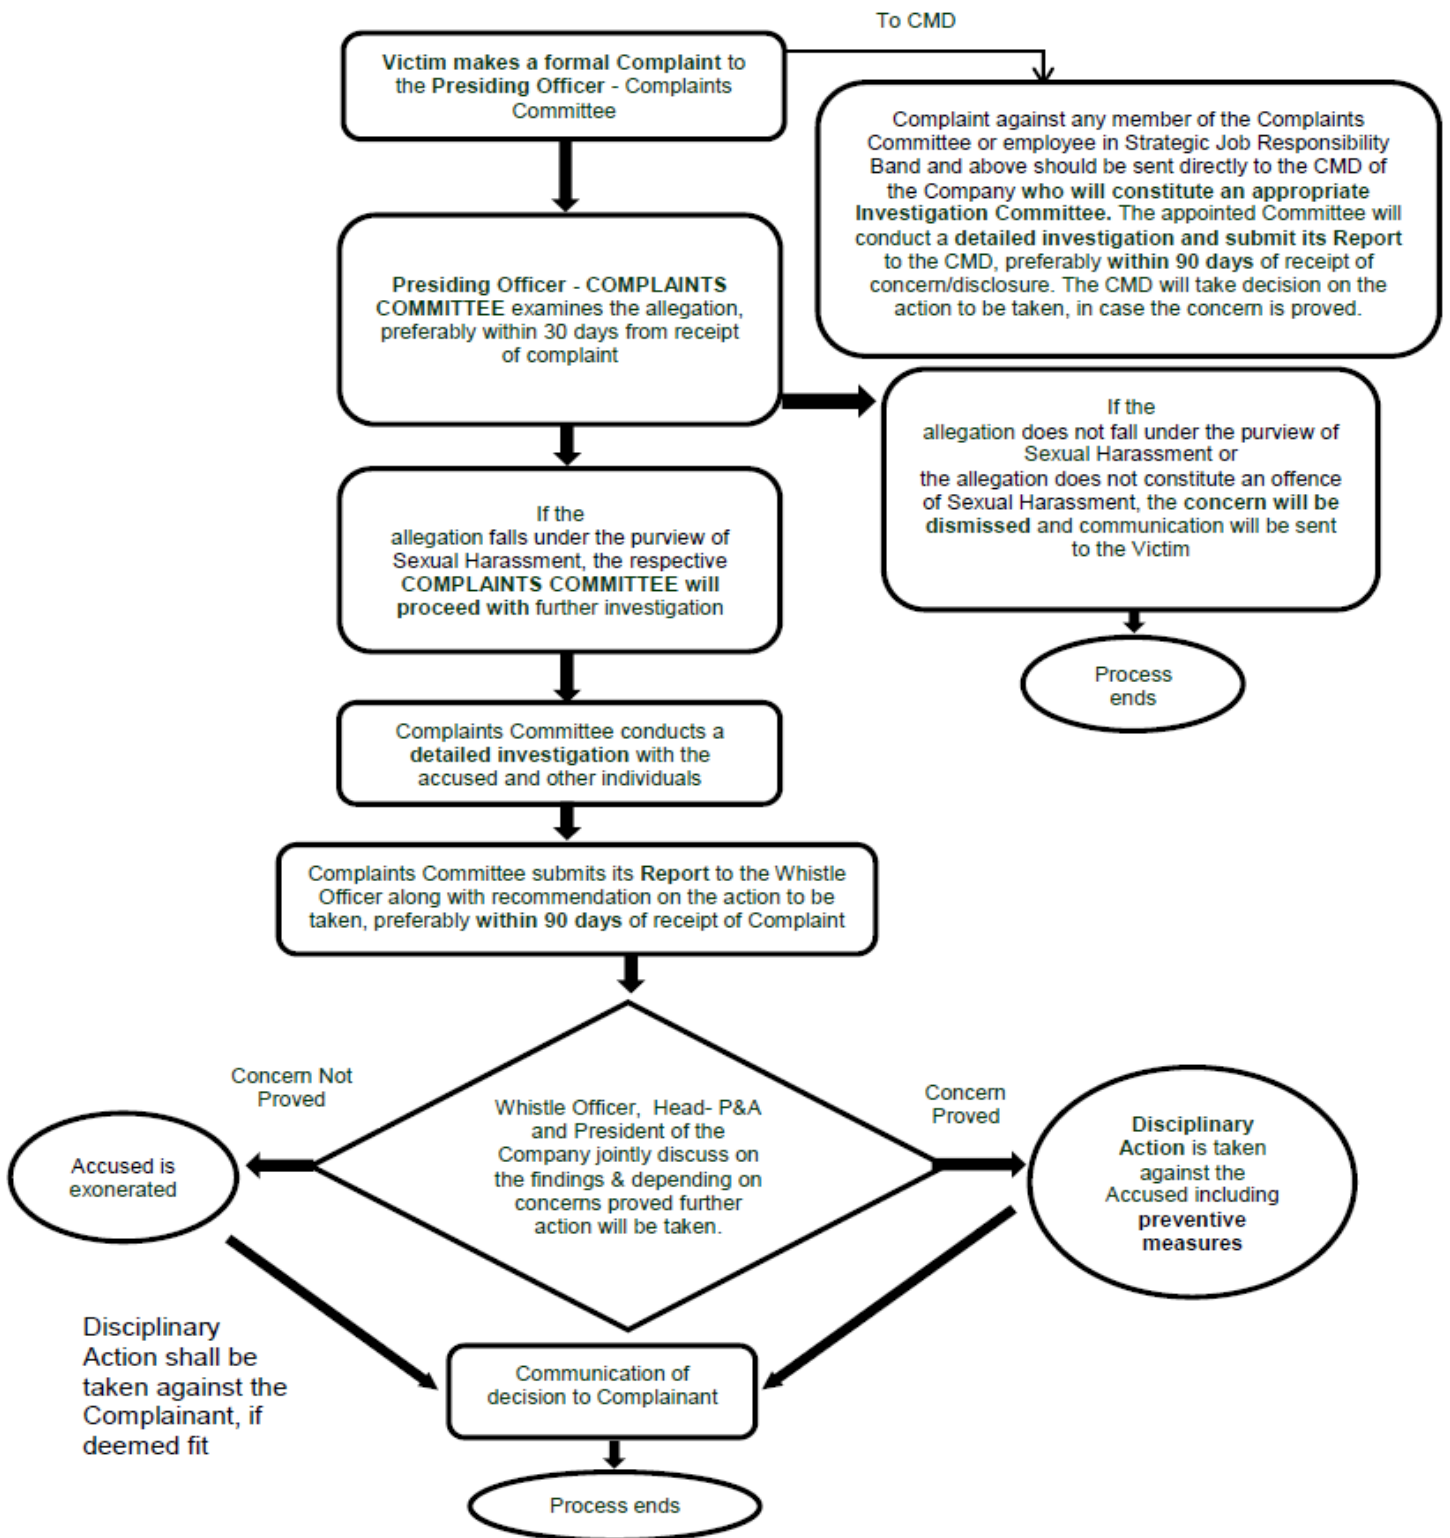 To CMD
Victim makes a formal Complaint to
the Presiding Officer - Complaints
Committee
Complaint against any member of the Complaints
Committee or employee in Strategic Job Responsibility
Band and above should be sent directly to the CMD of
the Company who will constitute an appropriate
Investigation Committee. The appointed Committee will
conduct a detailed investigation and submit its Report
to the CMD, preferably within 90 days of receipt of
concern/disclosure. The CMD will take decision on the
action to be taken, in case the concern is proved.
Presiding Officer - COMPLAINTS
COMMITTEE examines the allegation,
preferably within 30 days from receipt
of complaint
If the
allegation does not fall under the purview of
Sexual Harassment or
the allegation does not constitute an offence
of Sexual Harassment, the concern will be
dismissed and communication will be sent
to the Victim
If the
allegation falls under the purview of
Sexual Harassment, the respective
COMPLAINTS COMMITTEE will
proceed with further investigation
Process
ends
Complaints Committee conducts a
detailed investigation with the
accused and other individuals
Complaints Committee submits its Report to the Whistle
Officer along with recommendation on the action to be
taken, preferably within 90 days of receipt of Complaint
Concern Not
Proved
Whistle Officer, Head- P&A
and President of the
Company jointly discuss on
the findings & depending on
concerns proved further
action will be taken.
Concern
Proved
Accused is
exonerated
Disciplinary
Action is taken
against the
Accused including
preventive
measures
Disciplinary
Action shall be
taken against the
Complainant, if
deemed fit
Communication of
decision to Complainant
Process ends